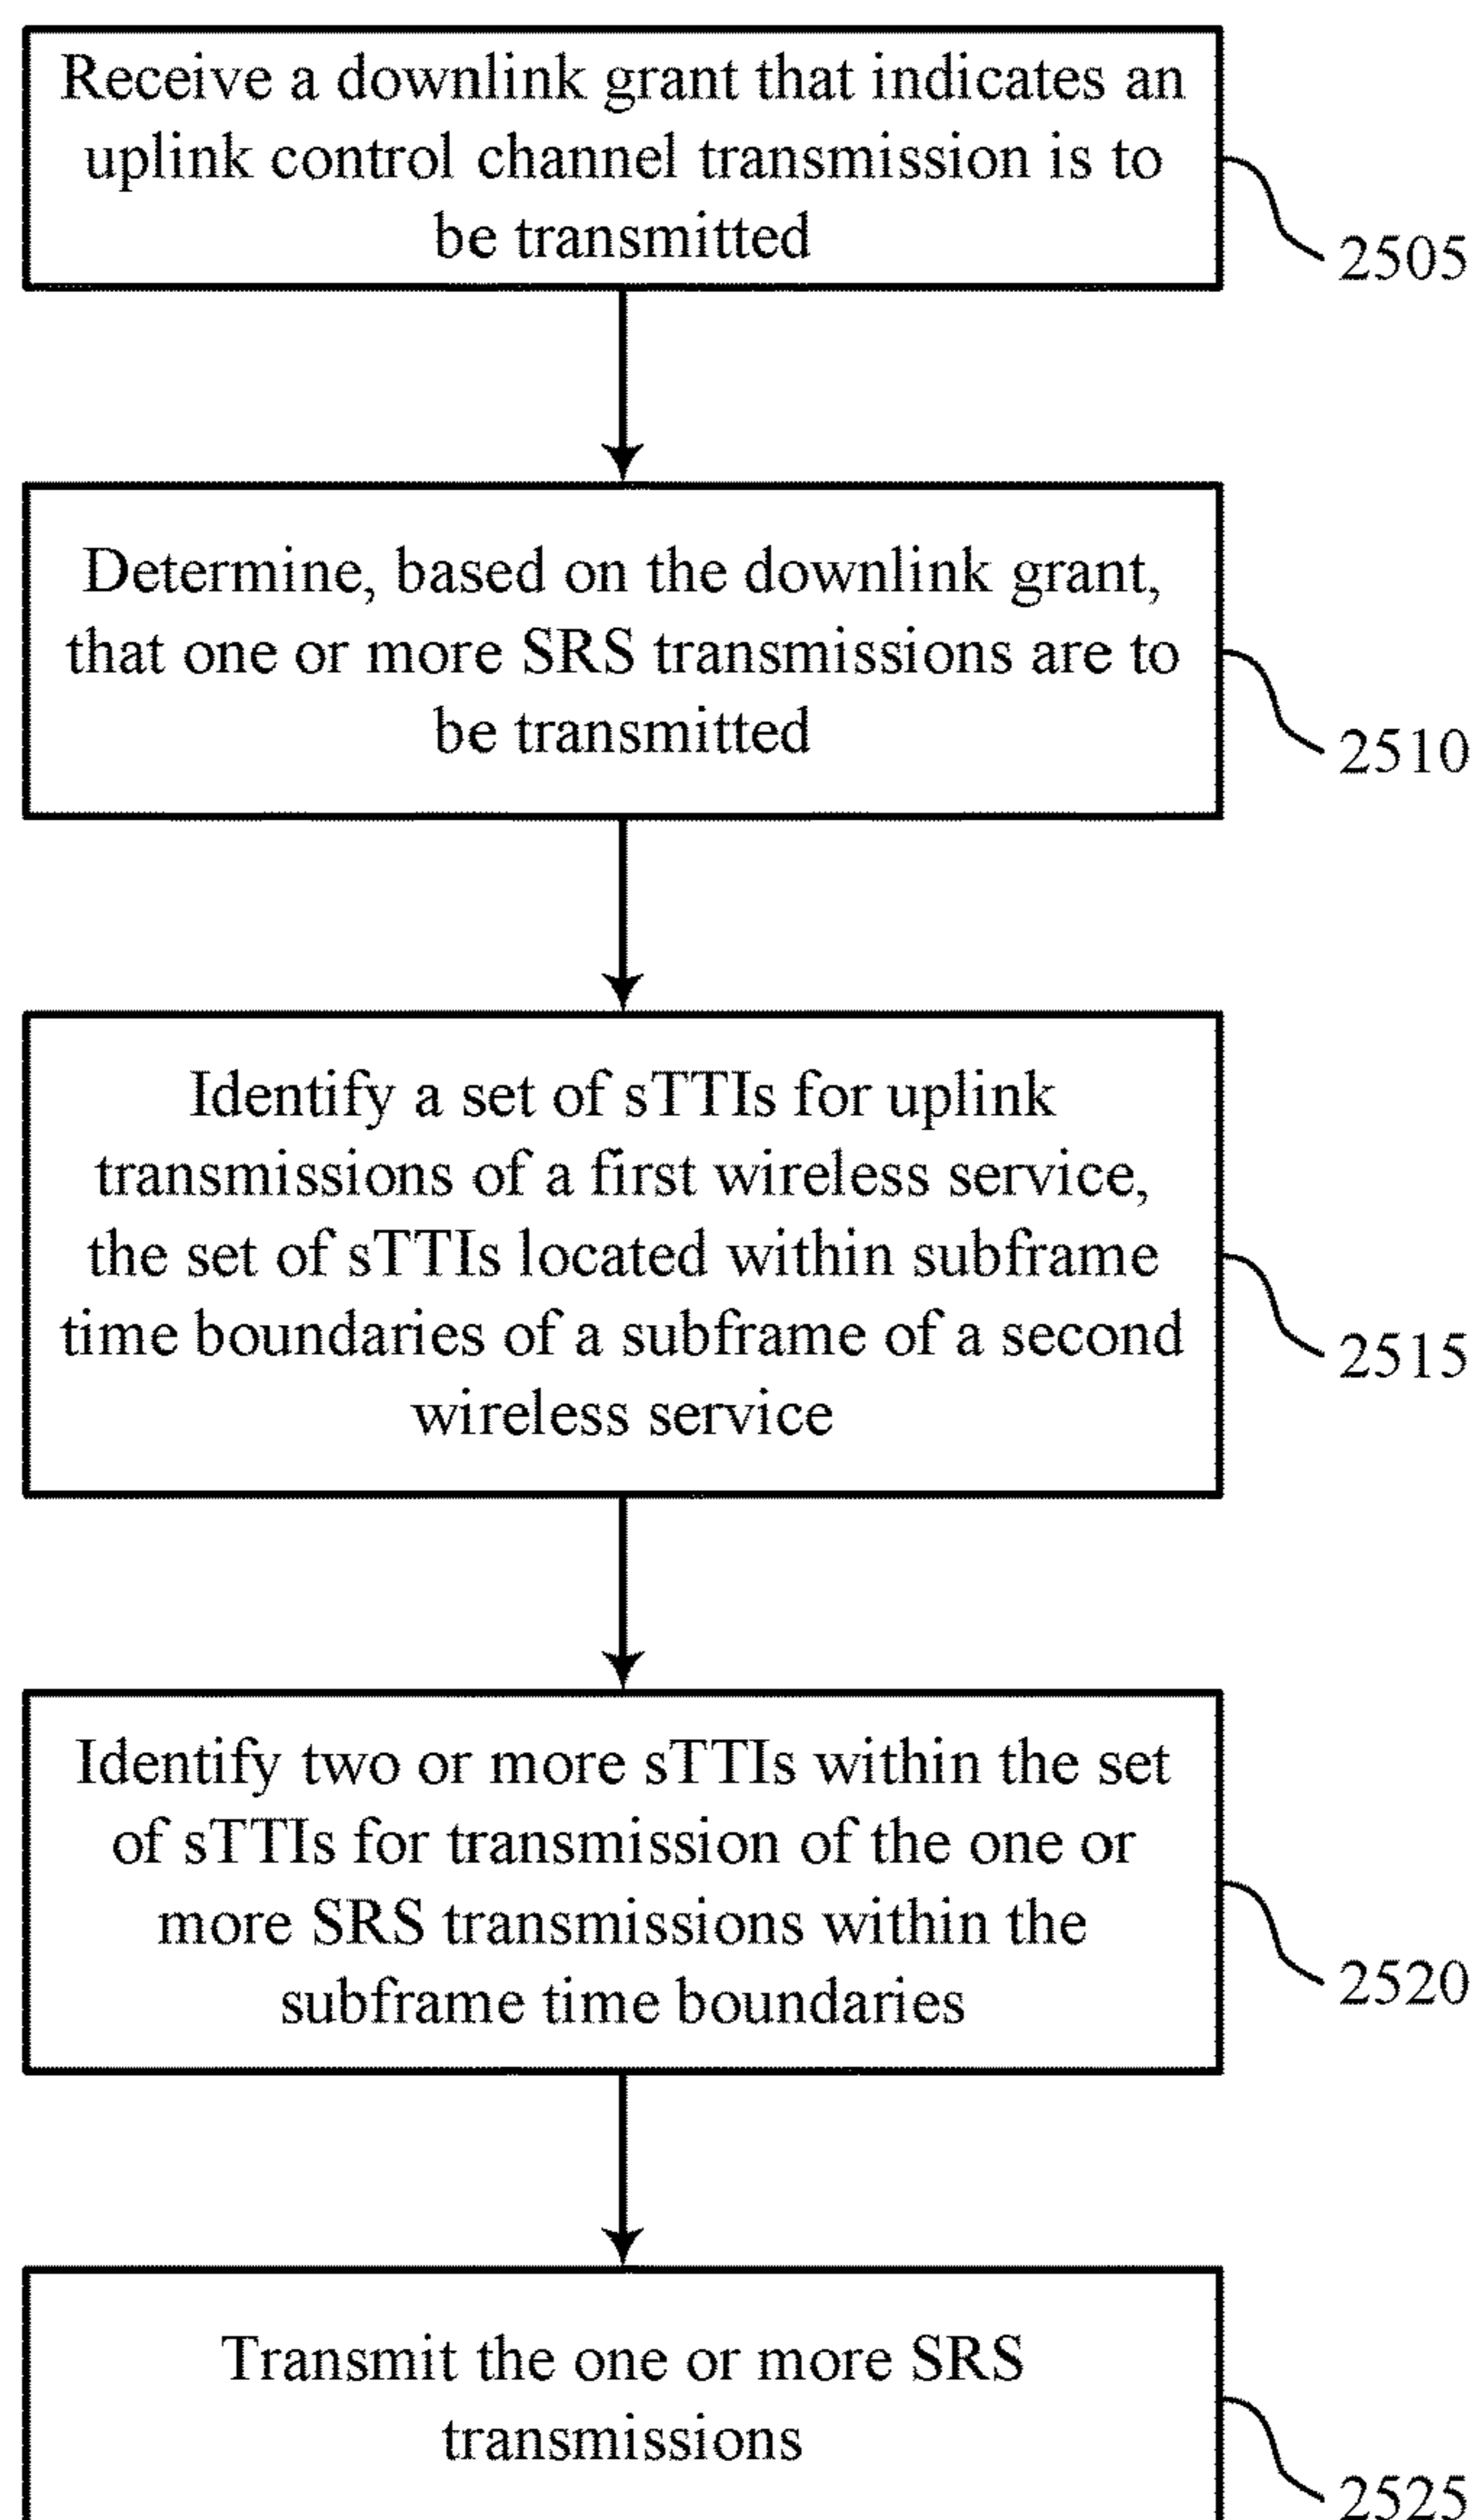 Receive a downlink grant that indicates an
uplink control channel transmission is to
be transmitted
2505
Determine, based on the downlink grant,
that one or more SRS transmissions are to
be transmitted
2510
Identify a set of sTTIs for uplink
transmissions of a first wireless service,
the set of sTTIs located within subframe
time boundaries of a subframe of a second
wireless service
2515
Identify two or more sTTIs within the set
of sTTIs for transmission of the one or
more SRS transmissions within the
subframe time boundaries
2520
Transmit the one or more SRS
transmissions
2525